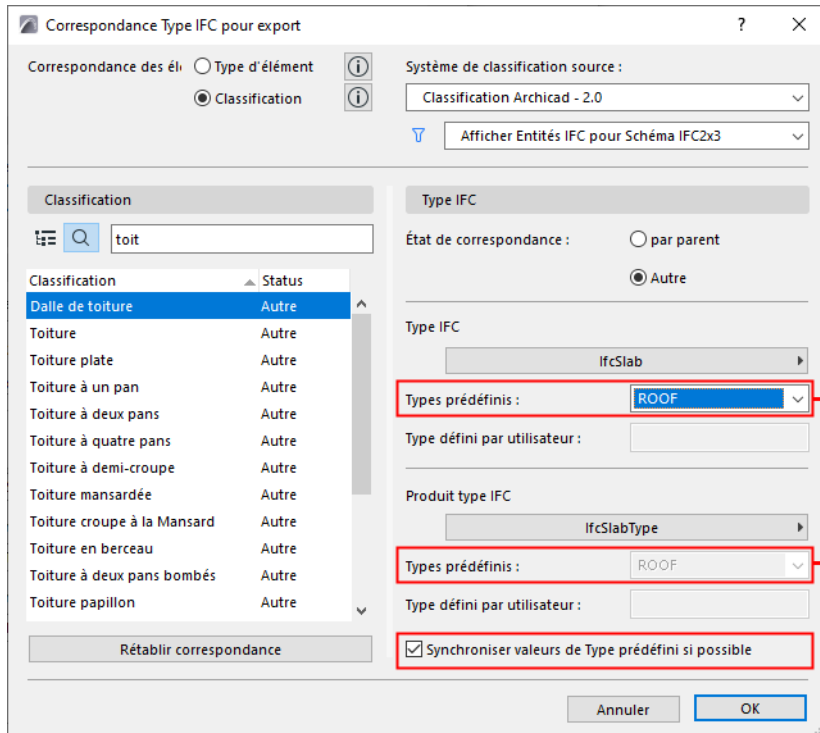 Correspondance Type IFC pour export
Correspondance des élé
Type d'élément
Classification
Système de classification source :
Classification Archicad - 2.0
Afficher Entités IFC pour Schéma IFC2x3
Classification
toit
Classification Status
Dalle de toiture Autre
Toiture Autre
Toiture plate Autre
Toiture à un pan Autre
Toiture à deux pans Autre
Toiture à quatre pans Autre
Toiture à demi-croupe Autre
Toiture mansardée Autre
Toiture croupe à la Mansard Autre
Toiture en berceau Autre
Toiture à deux pans bombés Autre
Toiture papillon Autre
Rétablir correspondance
Type IFC
État de correspondance :
par parent
Autre
Type IFC
IfcSlab
Types prédéfinis : ROOF
Type défini par utilisateur :
Produit type IFC
IfcSlabType
Types prédéfinis : ROOF
Type défini par utilisateur :
Synchroniser valeurs de Type prédéfini si possible
Annuler
OK